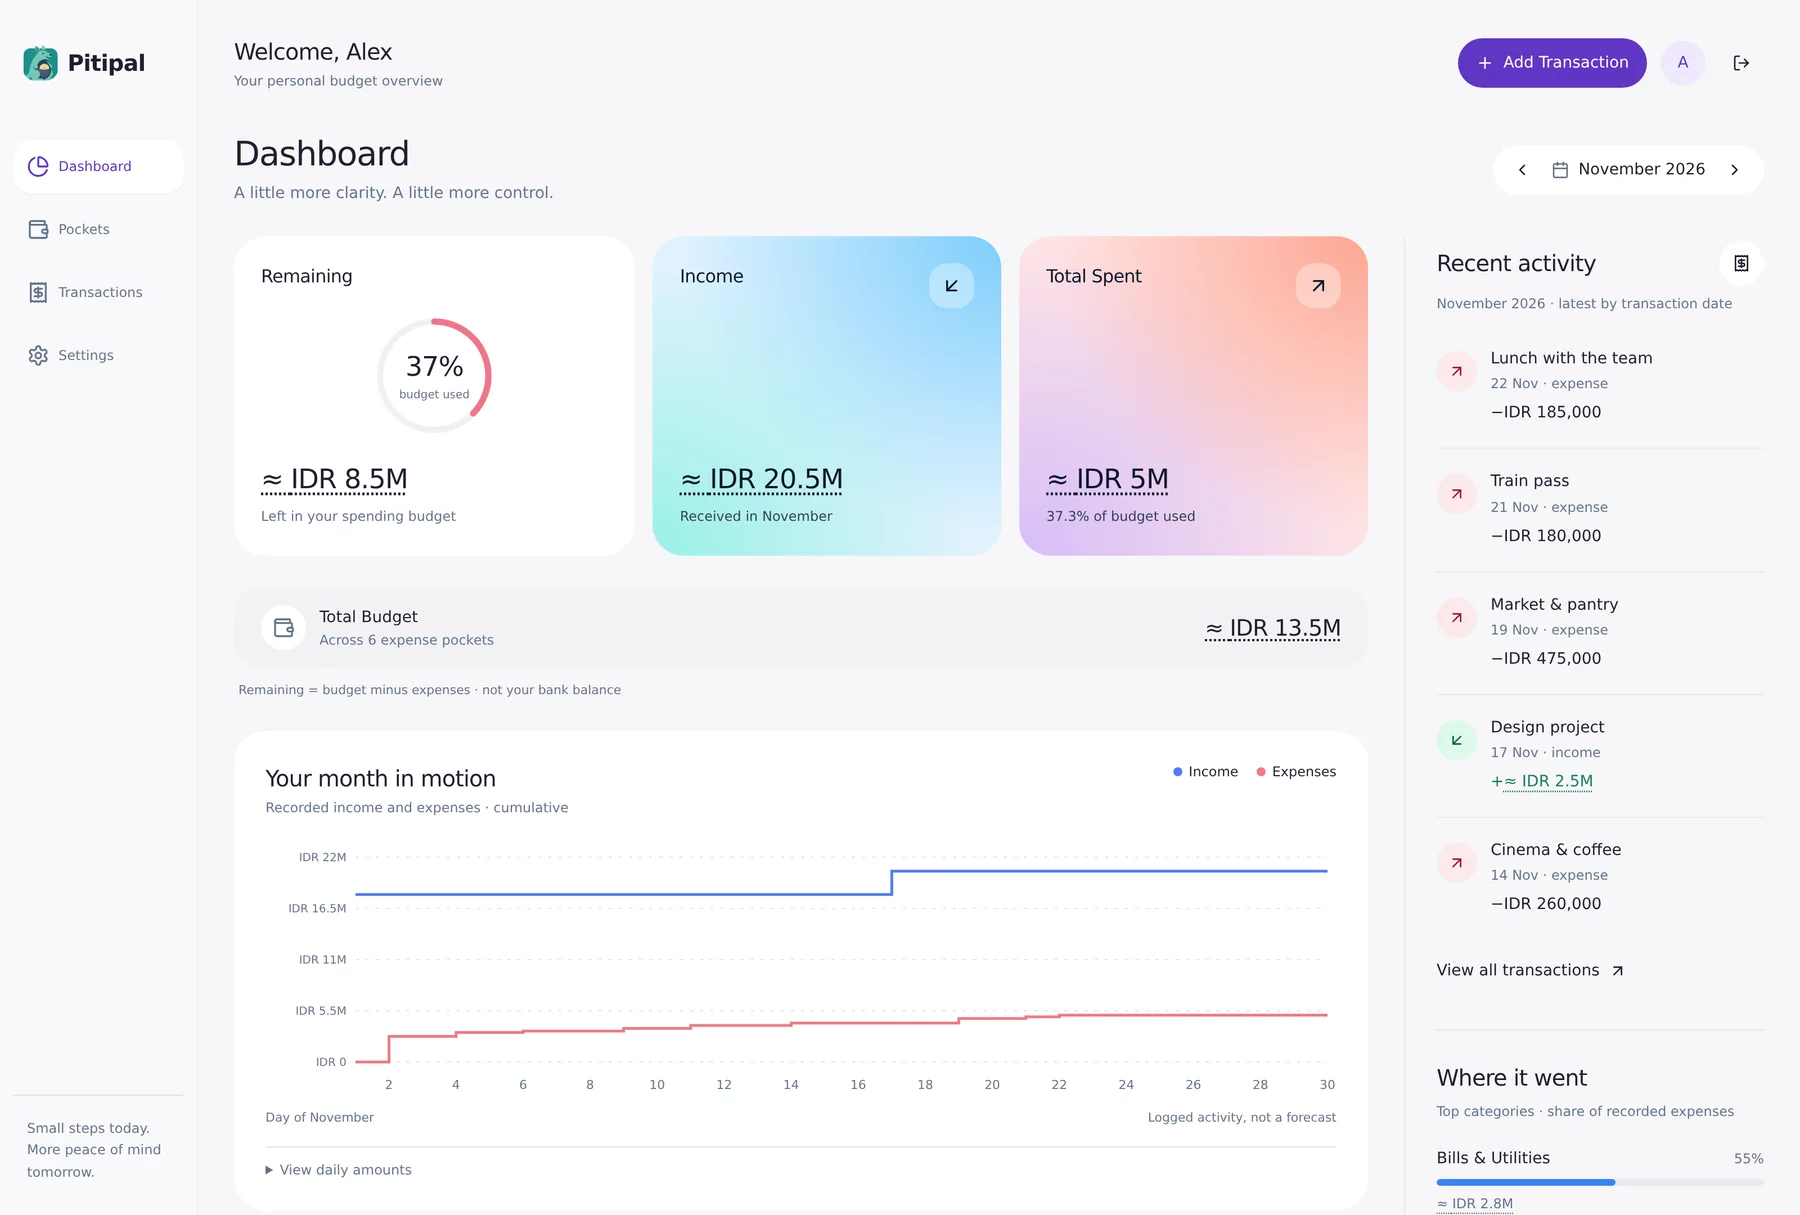 Pitipal
Dashboard
Pockets
Transactions
Settings
Small steps today.
More peace of mind
tomorrow.
Welcome, Alex
Your personal budget overview
+ Add Transaction
A
Dashboard
A little more clarity. A little more control.
November 2026
Remaining
37%
budget used
≈ IDR 8.5M
Left in your spending budget
Income
≈ IDR 20.5M
Received in November
Total Spent
≈ IDR 5M
37.3% of budget used
Total Budget
Across 6 expense pockets
≈ IDR 13.5M
Remaining = budget minus expenses · not your bank balance
Your month in motion
Recorded income and expenses · cumulative
Income
Expenses
IDR 22M
IDR 16.5M
IDR 11M
IDR 5.5M
IDR 0
2 4 6 8 10 12 14 16 18 20 22 24 26 28 30
Day of November
Logged activity, not a forecast
View daily amounts
Recent activity
November 2026 · latest by transaction date
Lunch with the team
22 Nov · expense
−IDR 185,000
Train pass
21 Nov · expense
−IDR 180,000
Market & pantry
19 Nov · expense
−IDR 475,000
Design project
17 Nov · income
+≈ IDR 2.5M
Cinema & coffee
14 Nov · expense
−IDR 260,000
View all transactions
Where it went
Top categories · share of recorded expenses
Bills & Utilities
55%
≈ IDR 2.8M